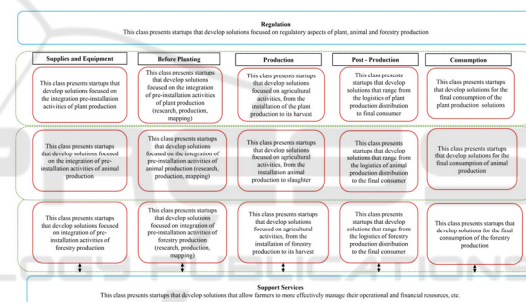 Regulation
This class presents startups that develop solutions focused on regulatory aspects of plant, animal and forestry production
Supplies and Equipment
Before Planting
Production
Post - Production
Consumption
This class presents startups that
develop solutions focused on
the integration pre-installation
activities of plant production
This class presents startups
that develop solutions
focused on the integration
of pre-installation activities
of plant production
(research, production,
mapping)
This class presents startups
that develop solutions
focused on agricultural
activities, from the
installation of the plant
production to its harvest
This class presents
startups that develop
solutions that range from
the logistics of plant
production distribution
to final consumer
This class presents startups
that develop solutions for the
final consumption of the
plant production solutions
This class presents startups
that develop solutions focused
on the integration of pre-
installation activities of animal
production
This class presents startups
that develop solutions
focused on the integration of
pre-installation activities of
animal production (research,
production, mapping)
This class presents startups
that develop solutions
focused on agricultural
activities, from the
installation animal
production to slaughter
This class presents
startups that develop
solutions that range from
the logistics of animal
production distribution
to the final consumer
This class presents startups
that develop solutions for the
final consumption of animal
production
This class presents startups that
develop solutions focused
on integration of pre-
installation activities of
forestry production
This class presents startups
that develop solutions
focused on integration of
pre-installation activities of
forestry production
(research, production,
mapping)
This class presents startups
that develop solutions
focused on agricultural
activities, from the
installation of forestry
production to its harvest
This class presents
startups that develop
solutions that range from
the logistics of forestry
production distribution
to the final consumer
This class presents startups that
develop solutions for the final
consumption of the forestry
production
Support Services
This class presents startups that develop solutions that allow farmers to more effectively manage their operational and financial resources, etc.